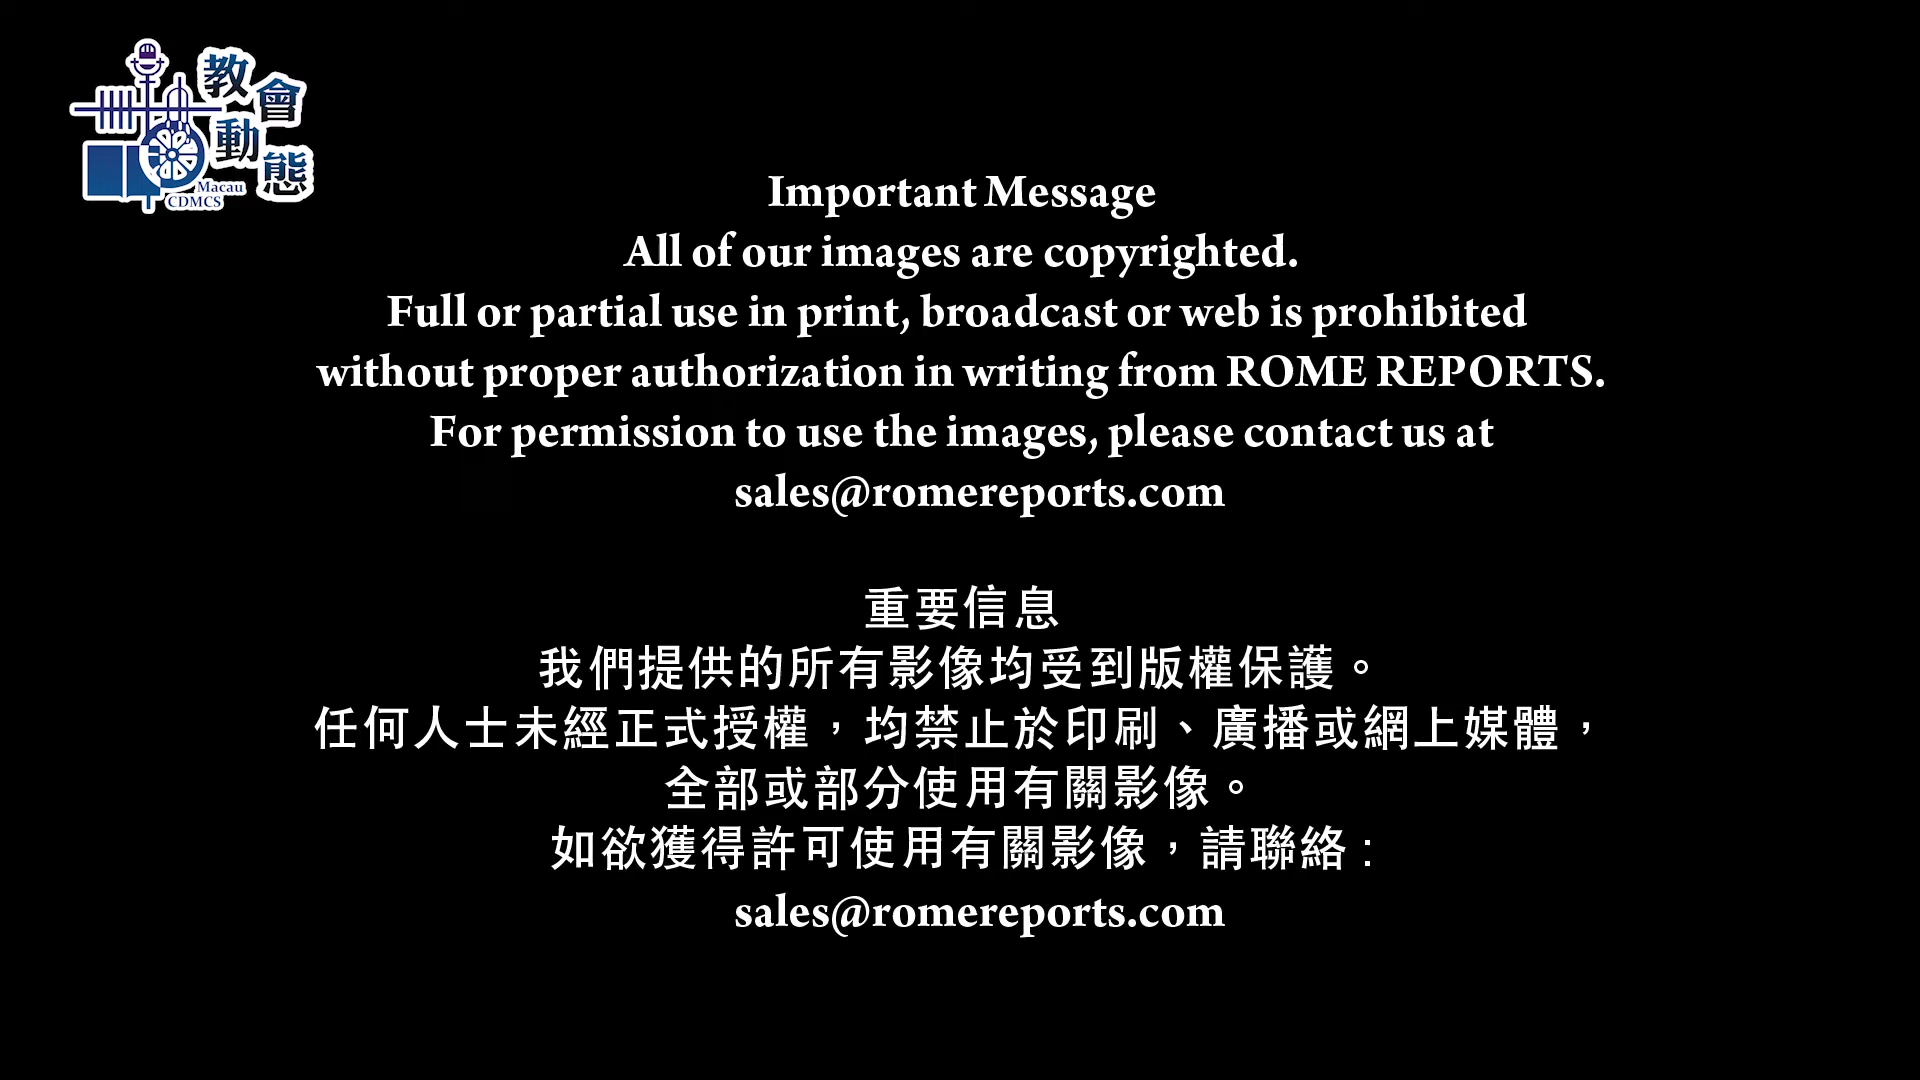 教會動態
Macau
CDMCS
Important Message
All of our images are copyrighted.
Full or partial use in print, broadcast or web is prohibited
without proper authorization in writing from ROME REPORTS.
For permission to use the images, please contact us at
sales@romereports.com
重要信息
我們提供的所有影像均受到版權保護。
任何人士未經正式授權，均禁止於印刷、廣播或網上媒體，
全部或部分使用有關影像。
如欲獲得許可使用有關影像，請聯絡：
sales@romereports.com